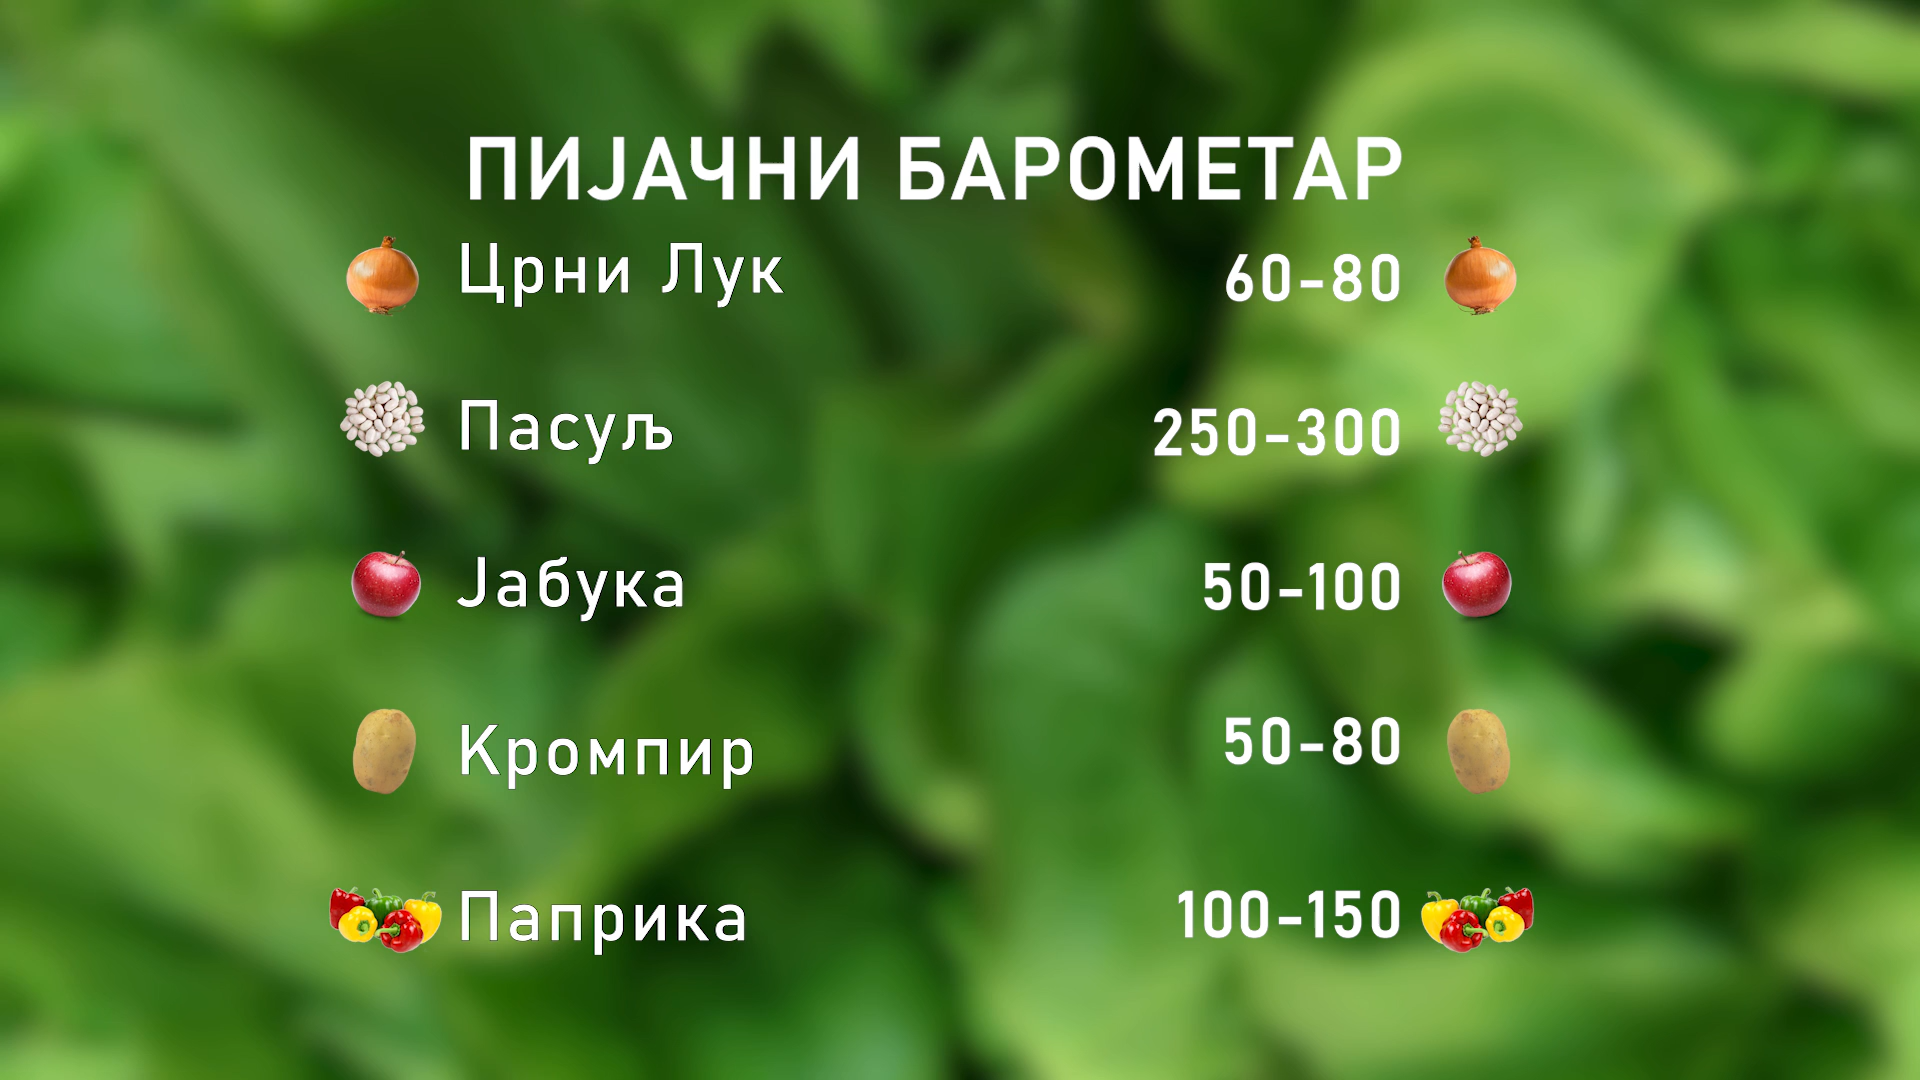 ПИЈАЧНИ БАРОМЕТАР
Црни Лук 60-80
Пасуљ 250-300
Јабука 50-100
Кромпир 50-80
Паприка 100-150